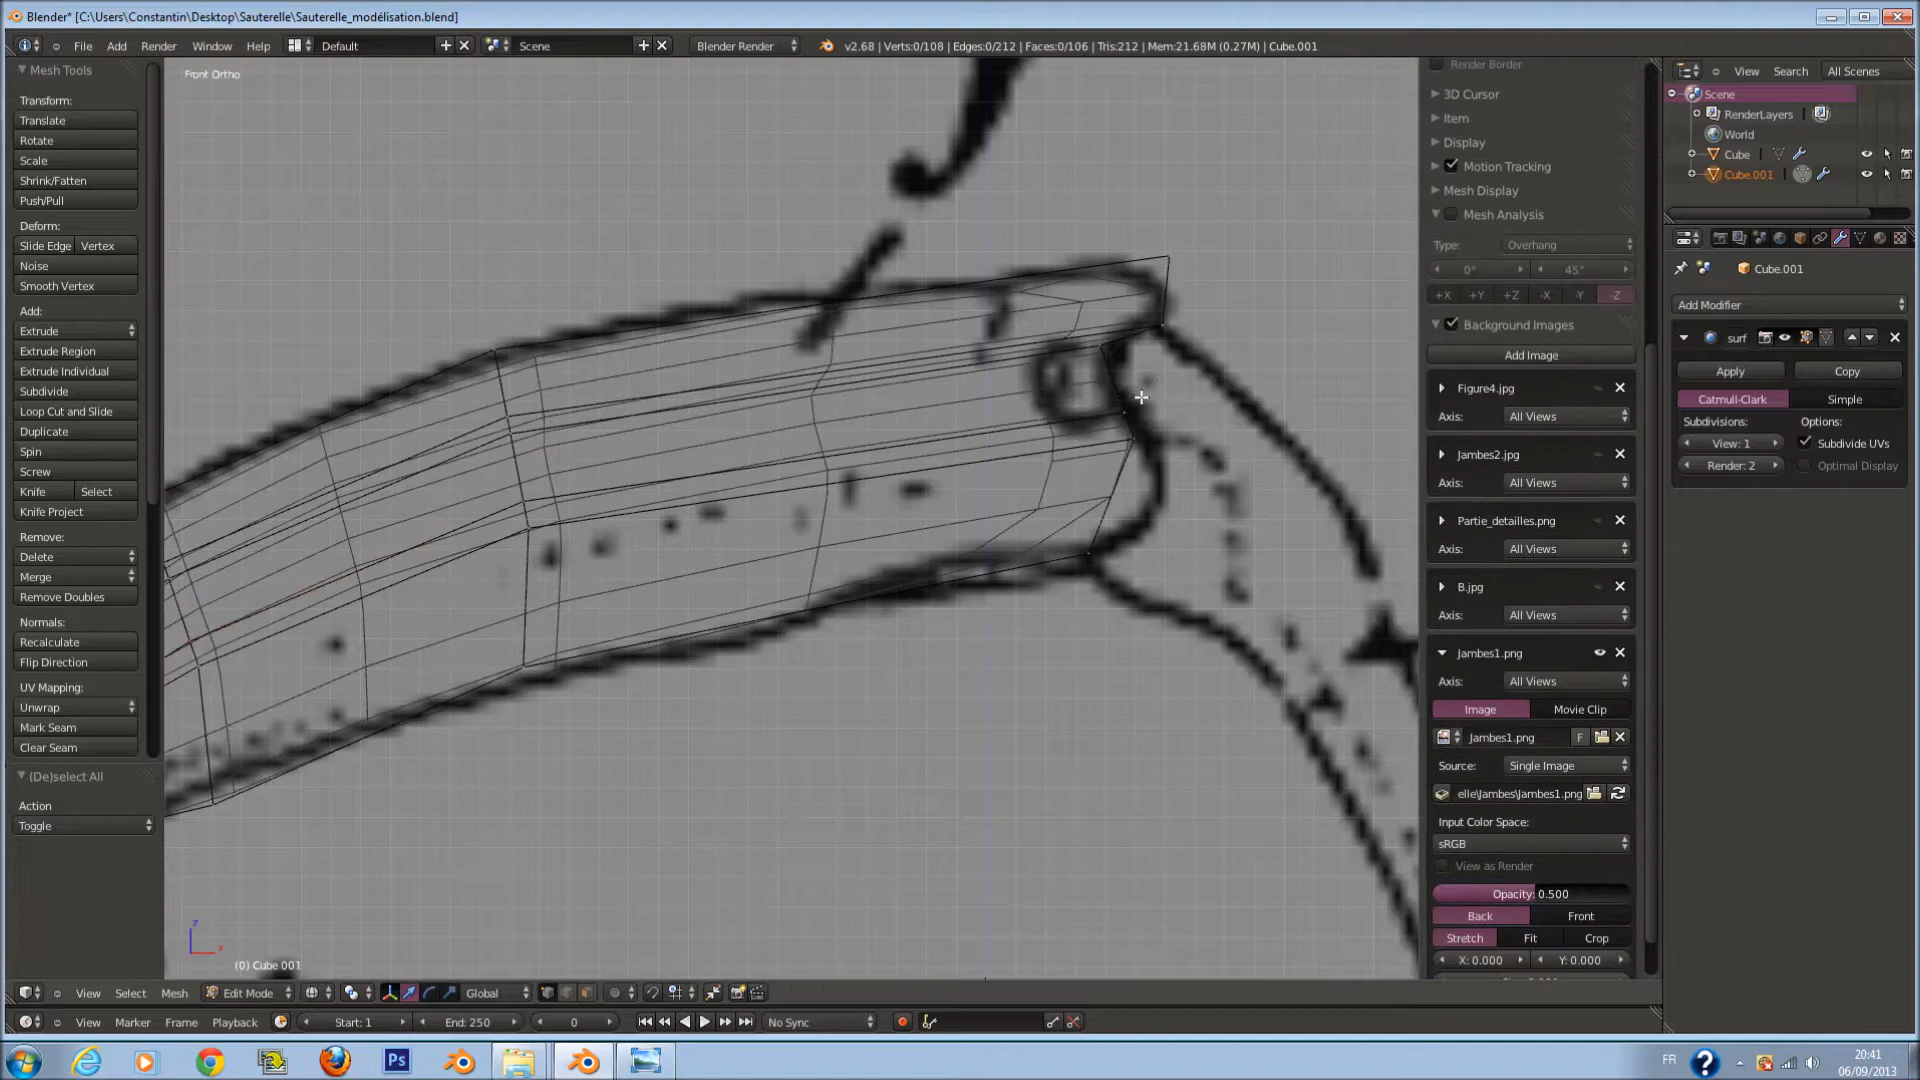 Blender* [C:\Users\Constantin\Desktop\Sauterelle\Sauterelle_modélisation.blend]
File Add Render Window Help Default Scene Blender Render v2.68 | Verts:0/108 | Edges:0/212 | Faces:0/106 | Tris:212 | Mem:21.68M (0.27M) | Cube.001
Mesh Tools
Transform:
Translate
Rotate
Scale
Shrink/Fatten
Push/Pull
Deform:
Slide Edge Vertex
Noise
Smooth Vertex
Add:
Extrude
Extrude Region
Extrude Individual
Subdivide
Loop Cut and Slide
Duplicate
Spin
Screw
Knife Select
Knife Project
Remove:
Delete
Merge
Remove Doubles
Normals:
Recalculate
Flip Direction
UV Mapping:
Unwrap
Mark Seam
Clear Seam
(De)select All
Action
Toggle
Front Ortho
z
x
(0) Cube 001
Render Border
3D Cursor
Item
Display
Motion Tracking
Mesh Display
Mesh Analysis
Type: Overhang
0° 45°
+X +Y +Z -X -Y -Z
Background Images
Add Image
Figure4.jpg
Axis: All Views
Jambes2.jpg
Axis: All Views
Partie_detailles.png
Axis: All Views
B.jpg
Axis: All Views
Jambes1.png
Axis: All Views
Image Movie Clip
Jambes1.png F
Source: Single Image
elle\Jambes\Jambes1.png
Input Color Space:
sRGB
View as Render
Opacity: 0.500
Back Front
Stretch Fit Crop
X: 0.000 Y: 0.000
View Search All Scenes
Scene
RenderLayers
World
Cube
Cube.001
Cube.001
Add Modifier
surf
Apply Copy
Catmull-Clark Simple
Subdivisions: Options:
View: 1 Subdivide UVs
Render: 2 Optimal Display
View Select Mesh Edit Mode Global
View Marker Frame Playback Start: 1 End: 250 0 No Sync
Ps
FR
20:41
06/09/2013